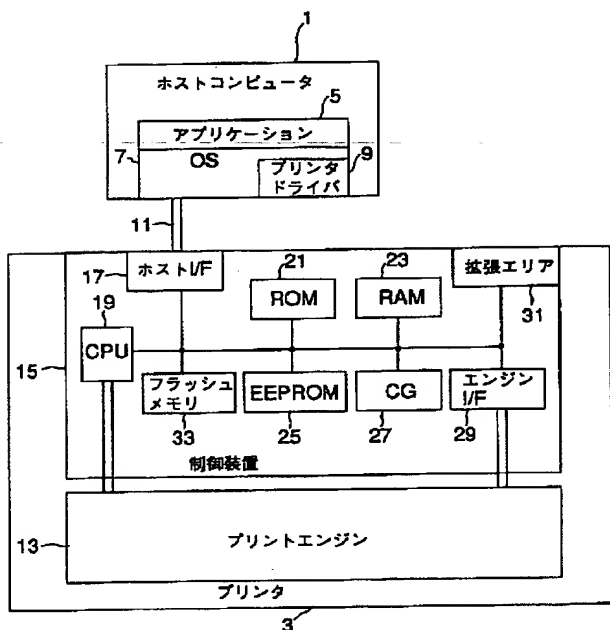 1
ホストコンピュータ
5
アプリケーション
7
OS
9
プリンタ
ドライバ
11
17
ホストI/F
21
ROM
23
RAM
拡張エリア
31
19
CPU
15
フラッシュ
メモリ
33
EEPROM
25
CG
27
エンジン
I/F
29
制御装置
13
プリントエンジン
プリンタ
3